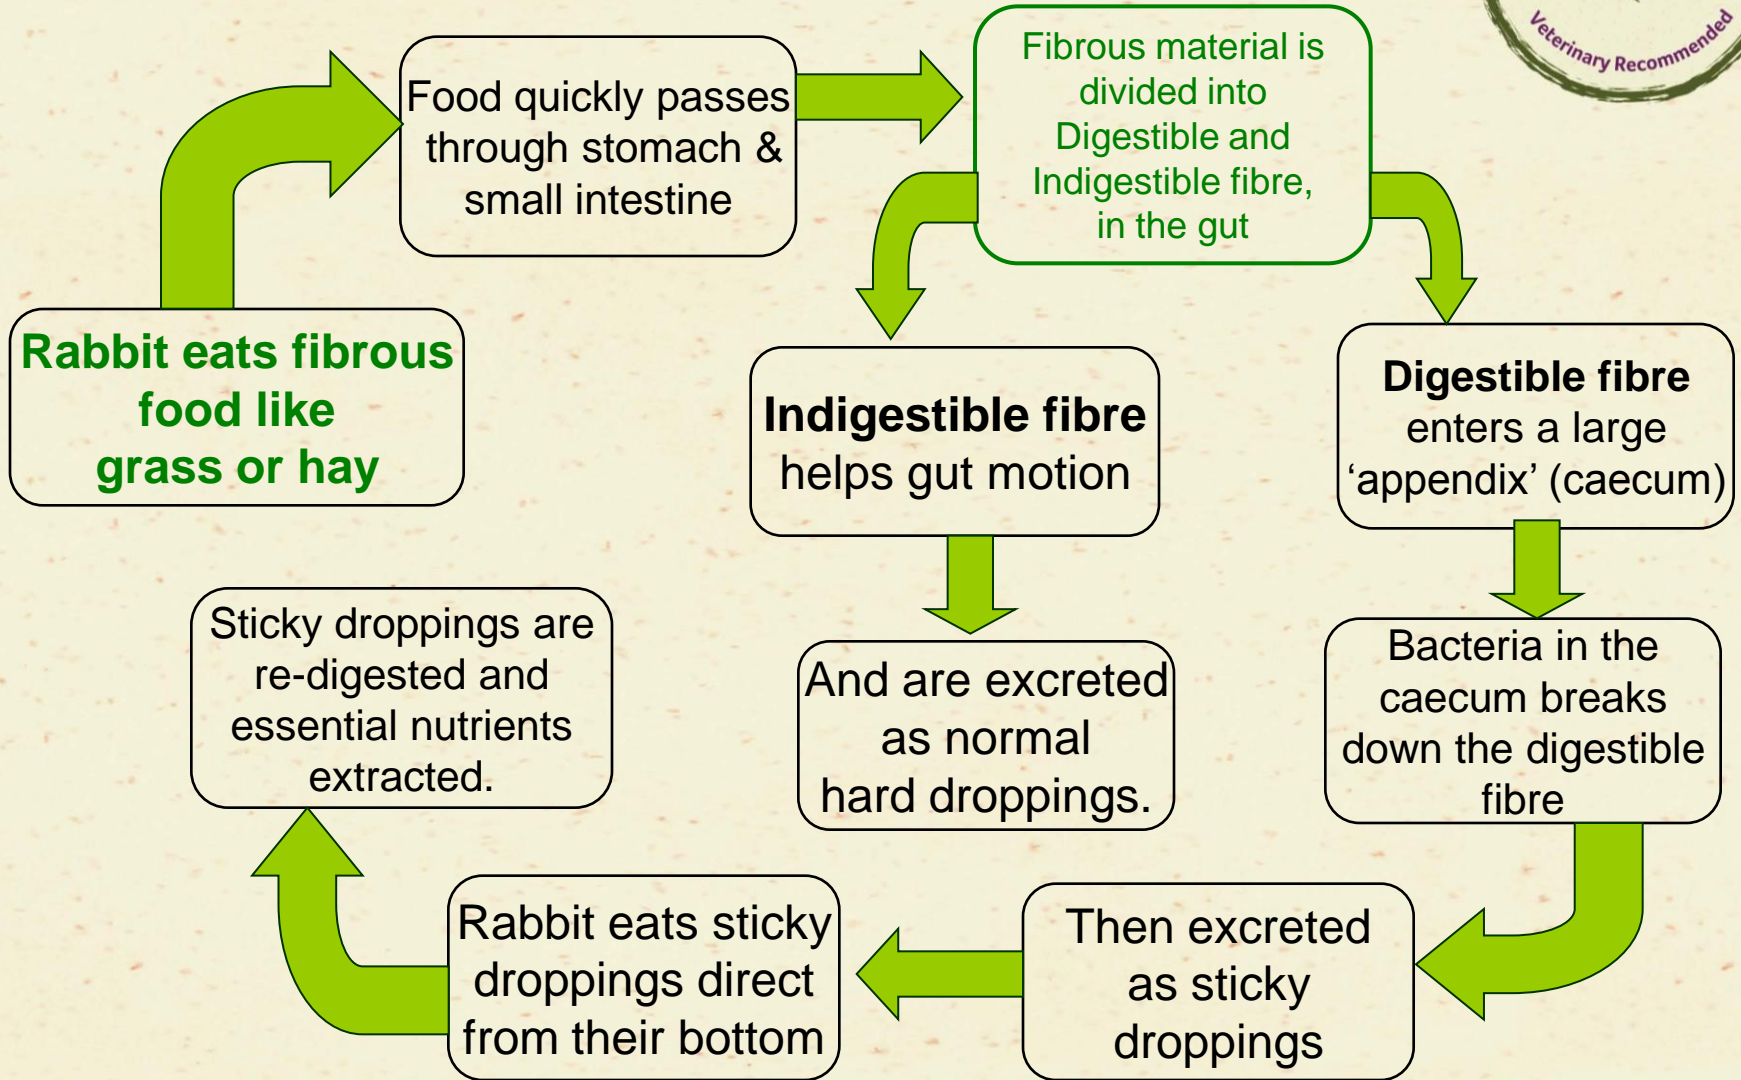 Veterinary Recommended
Rabbit eats fibrous
food like
grass or hay
Food quickly passes
through stomach &
small intestine
Fibrous material is
divided into
Digestible and
Indigestible fibre,
in the gut
Indigestible fibre
helps gut motion
And are excreted
as normal
hard droppings.
Digestible fibre
enters a large
‘appendix’ (caecum)
Bacteria in the
caecum breaks
down the digestible
fibre
Then excreted
as sticky
droppings
Rabbit eats sticky
droppings direct
from their bottom
Sticky droppings are
re-digested and
essential nutrients
extracted.